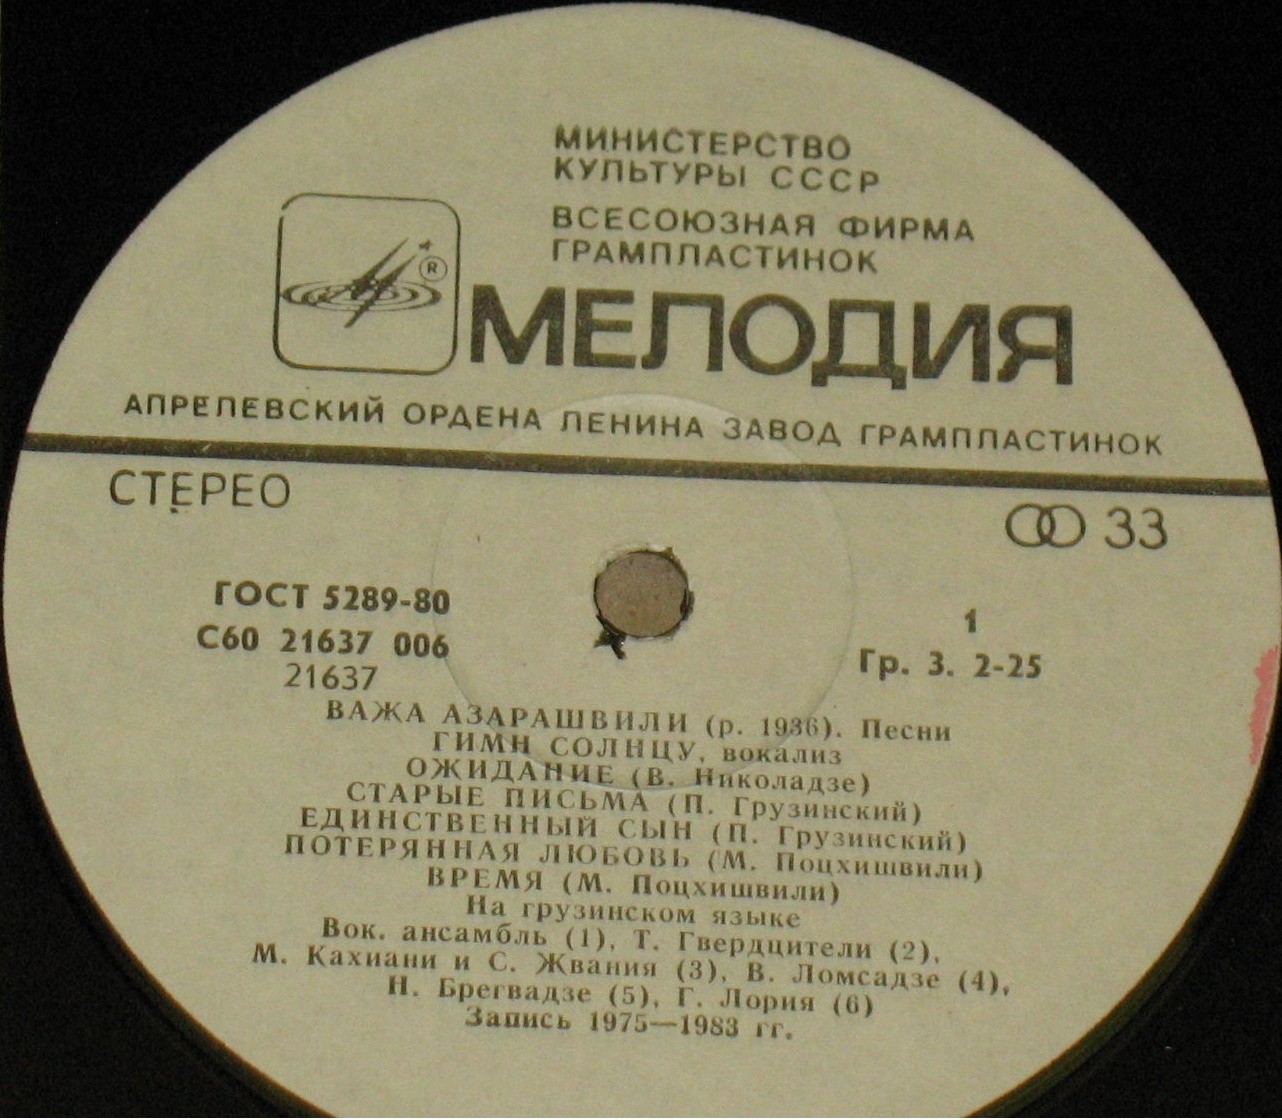 МИНИСТЕРСТВО
КУЛЬТУРЫ СССР
ВСЕСОЮЗНАЯ ФИРМА
ГРАМПЛАСТИНОК
®
МЕЛОДИЯ
АПРЕЛЕВСКИЙ ОРДЕНА ЛЕНИНА ЗАВОД ГРАМПЛАСТИНОК
СТЕРЕО
33
ГОСТ 5289-80
С60 21637 006
21637
1
Гр. 3. 2-25
ВАЖА АЗАРАШВИЛИ (р. 1936). Песни
ГИМН СОЛНЦУ, вокализ
ОЖИДАНИЕ (В. Николадзе)
СТАРЫЕ ПИСЬМА (П. Грузинский)
ЕДИНСТВЕННЫЙ СЫН (П. Грузинский)
ПОТЕРЯННАЯ ЛЮБОВЬ (М. Поцхишвили)
ВРЕМЯ (М. Поцхишвили)
На грузинском языке
Вок. ансамбль (1), Т. Гвердцители (2),
М. Кахиани и С. Жвания (3), В. Ломсадзе (4),
Н. Брегвадзе (5), Г. Лория (6)
Запись 1975—1983 гг.